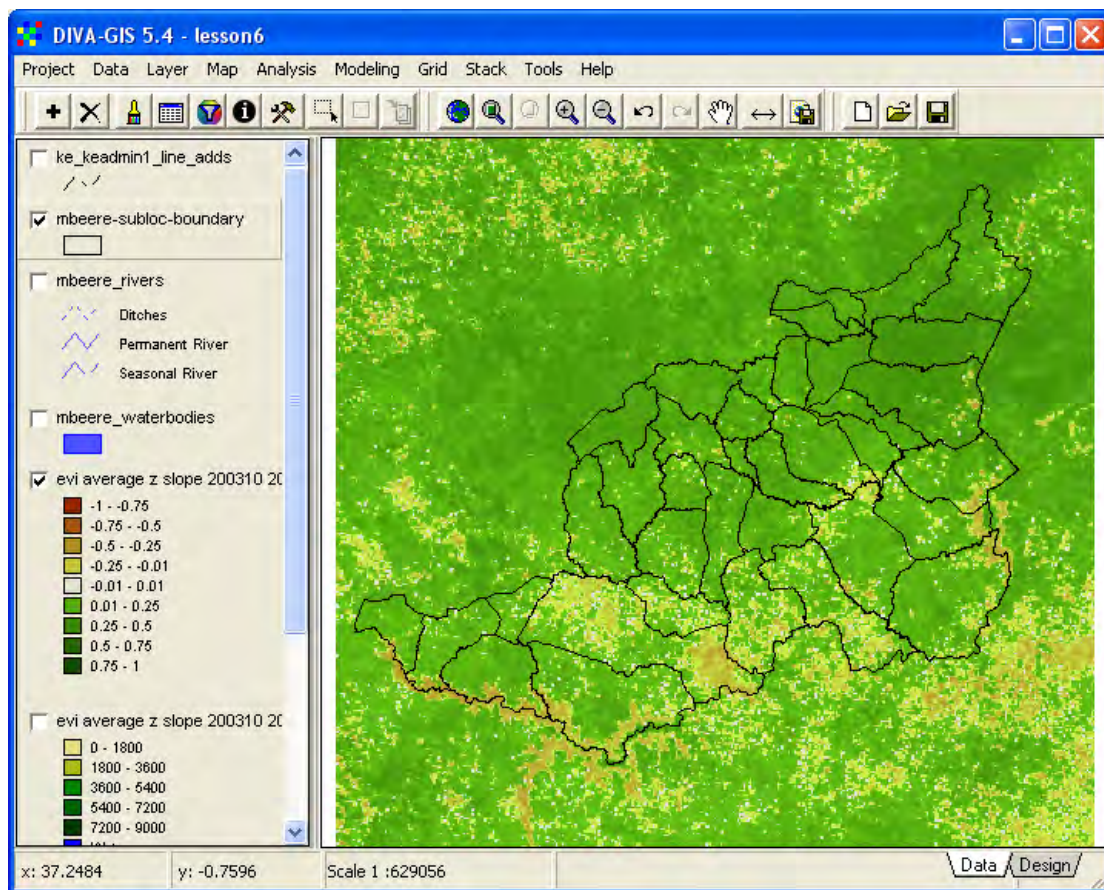 DIVA-GIS 5.4 - lesson6
Project Data Layer Map Analysis Modeling Grid Stack Tools Help
ke_keadmin1_line_adds
mbeere-subloc-boundary
mbeere_rivers
Ditches
Permanent River
Seasonal River
mbeere_waterbodies
evi average z slope 200310 20
-1 - -0.75
-0.75 - -0.5
-0.5 - -0.25
-0.25 - -0.01
-0.01 - 0.01
0.01 - 0.25
0.25 - 0.5
0.5 - 0.75
0.75 - 1
evi average z slope 200310 20
0 - 1800
1800 - 3600
3600 - 5400
5400 - 7200
7200 - 9000
x: 37.2484 y: -0.7596 Scale 1 :629056 Data Design